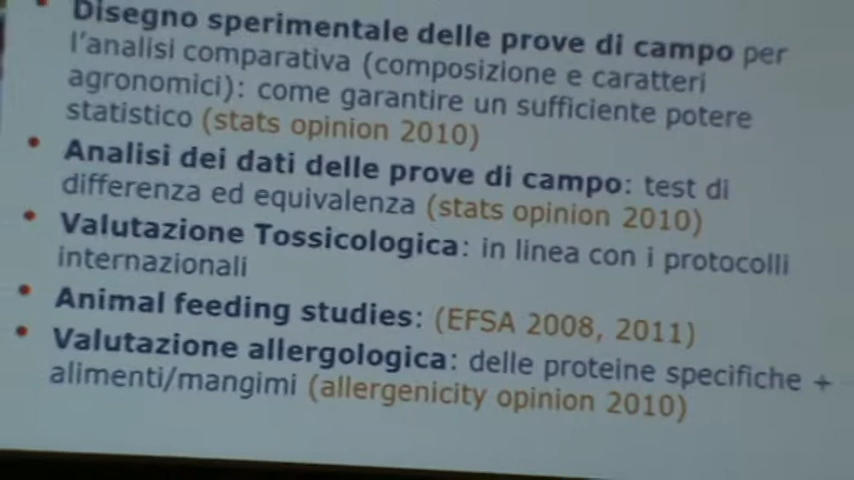 Disegno sperimentale delle prove di campo per
l'analisi comparativa (composizione e caratteri
agronomici): come garantire un sufficiente potere
statistico (stats opinion 2010)
Analisi dei dati delle prove di campo: test di
differenza ed equivalenza (stats opinion 2010)
Valutazione Tossicologica: in linea con i protocolli
internazionali
Animal feeding studies: (EFSA 2008, 2011)
Valutazione allergologica: delle proteine specifiche +
alimenti/mangimi (allergenicity opinion 2010)